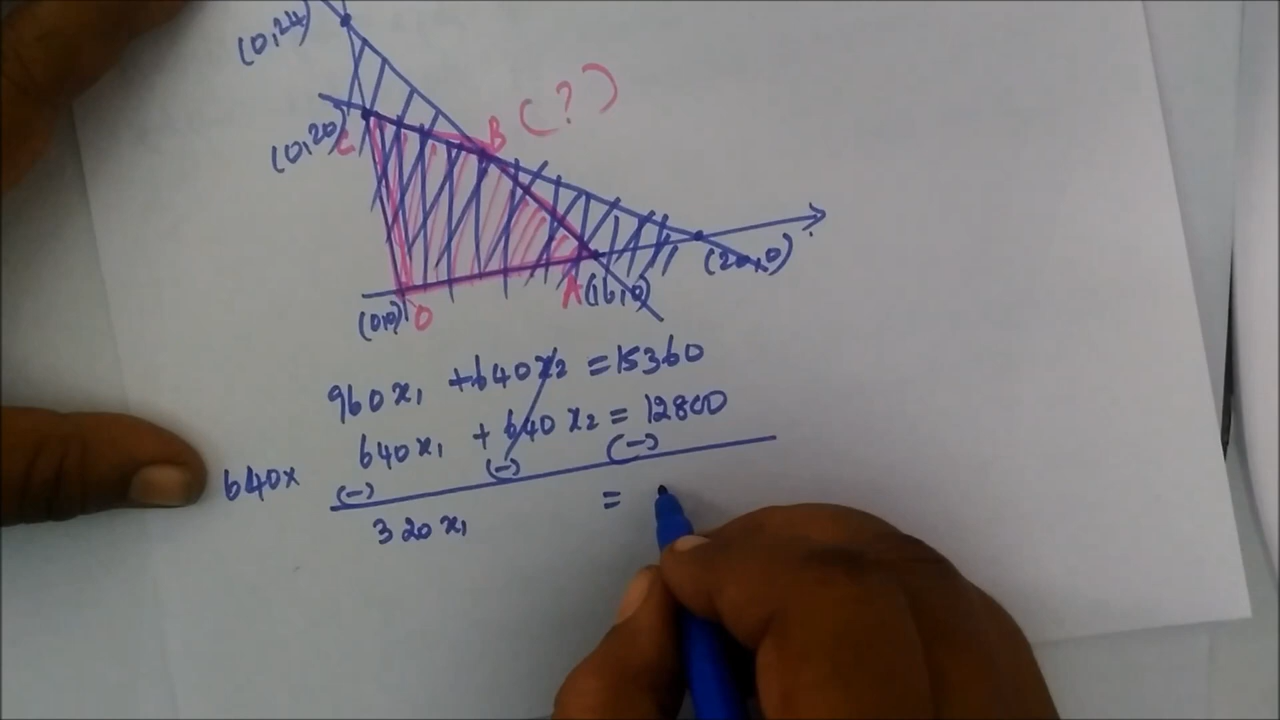 (0,24)
B (?)
(0,20) C
(20,0)
A (16,0)
(0,0) O
960x₁ + 640x₂ = 15360
640x 640x₁ + 640x₂ = 12800
(-) (-) (-)
320x₁ =